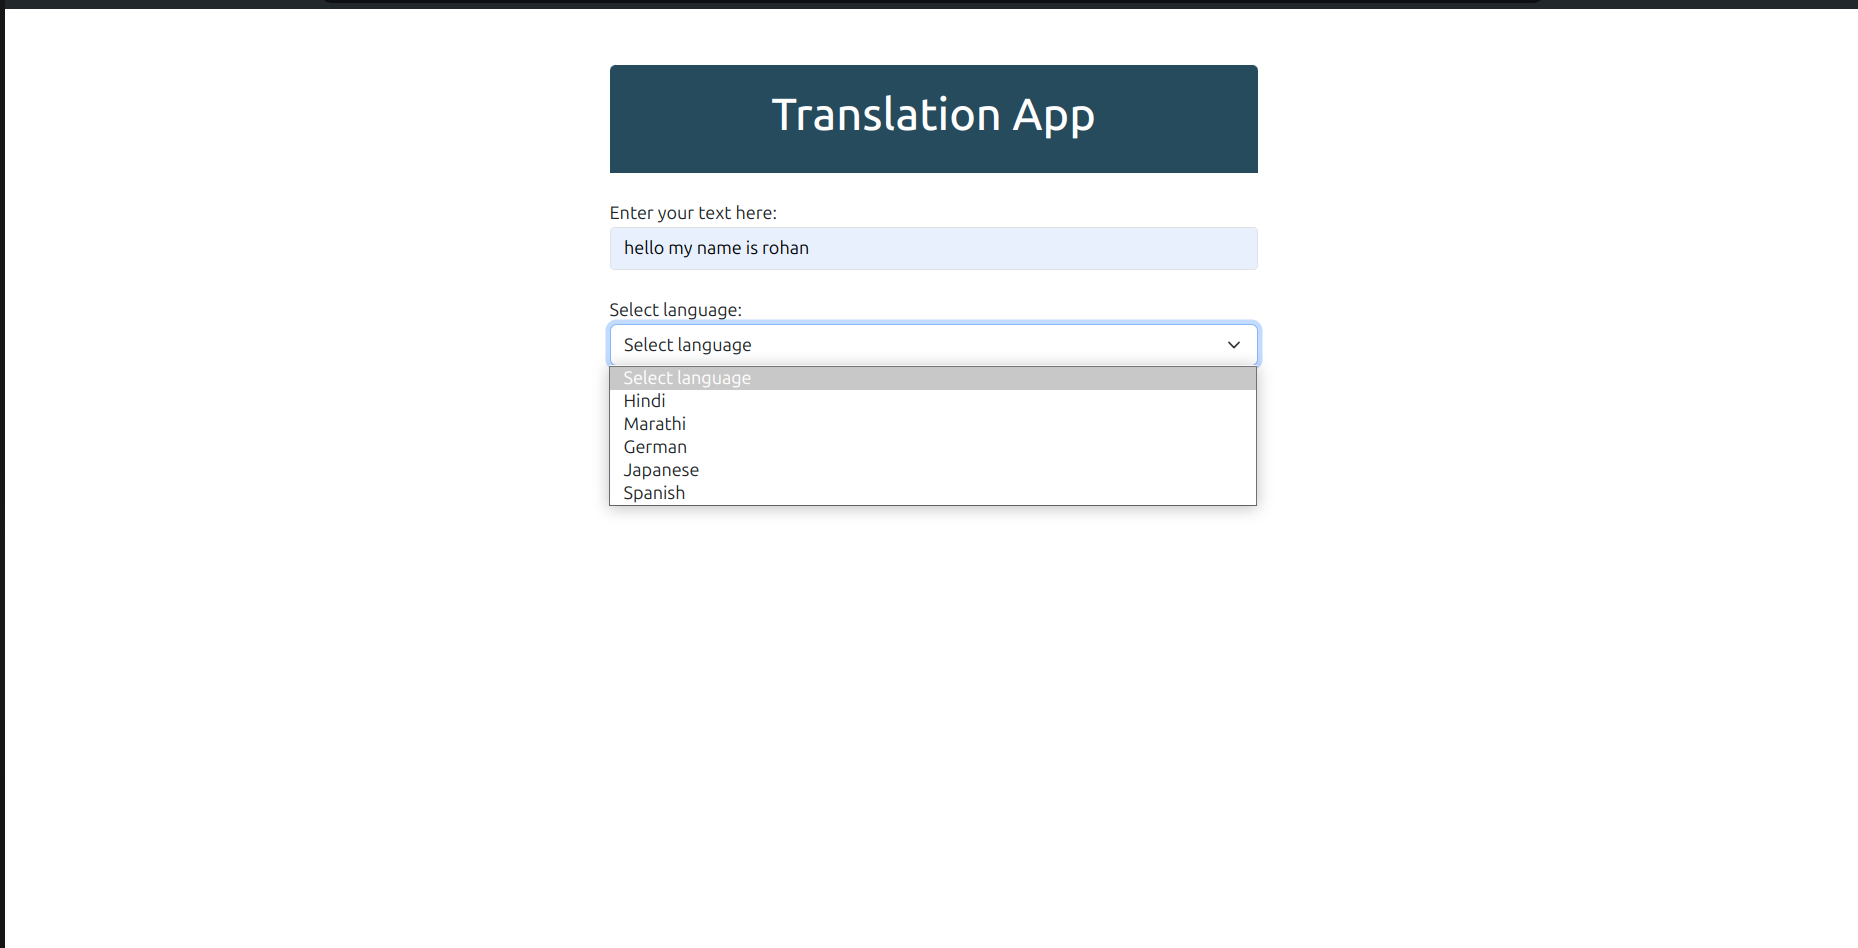 Translation App
Enter your text here:
hello my name is rohan
Select language:
Select language
Select language
Hindi
Marathi
German
Japanese
Spanish